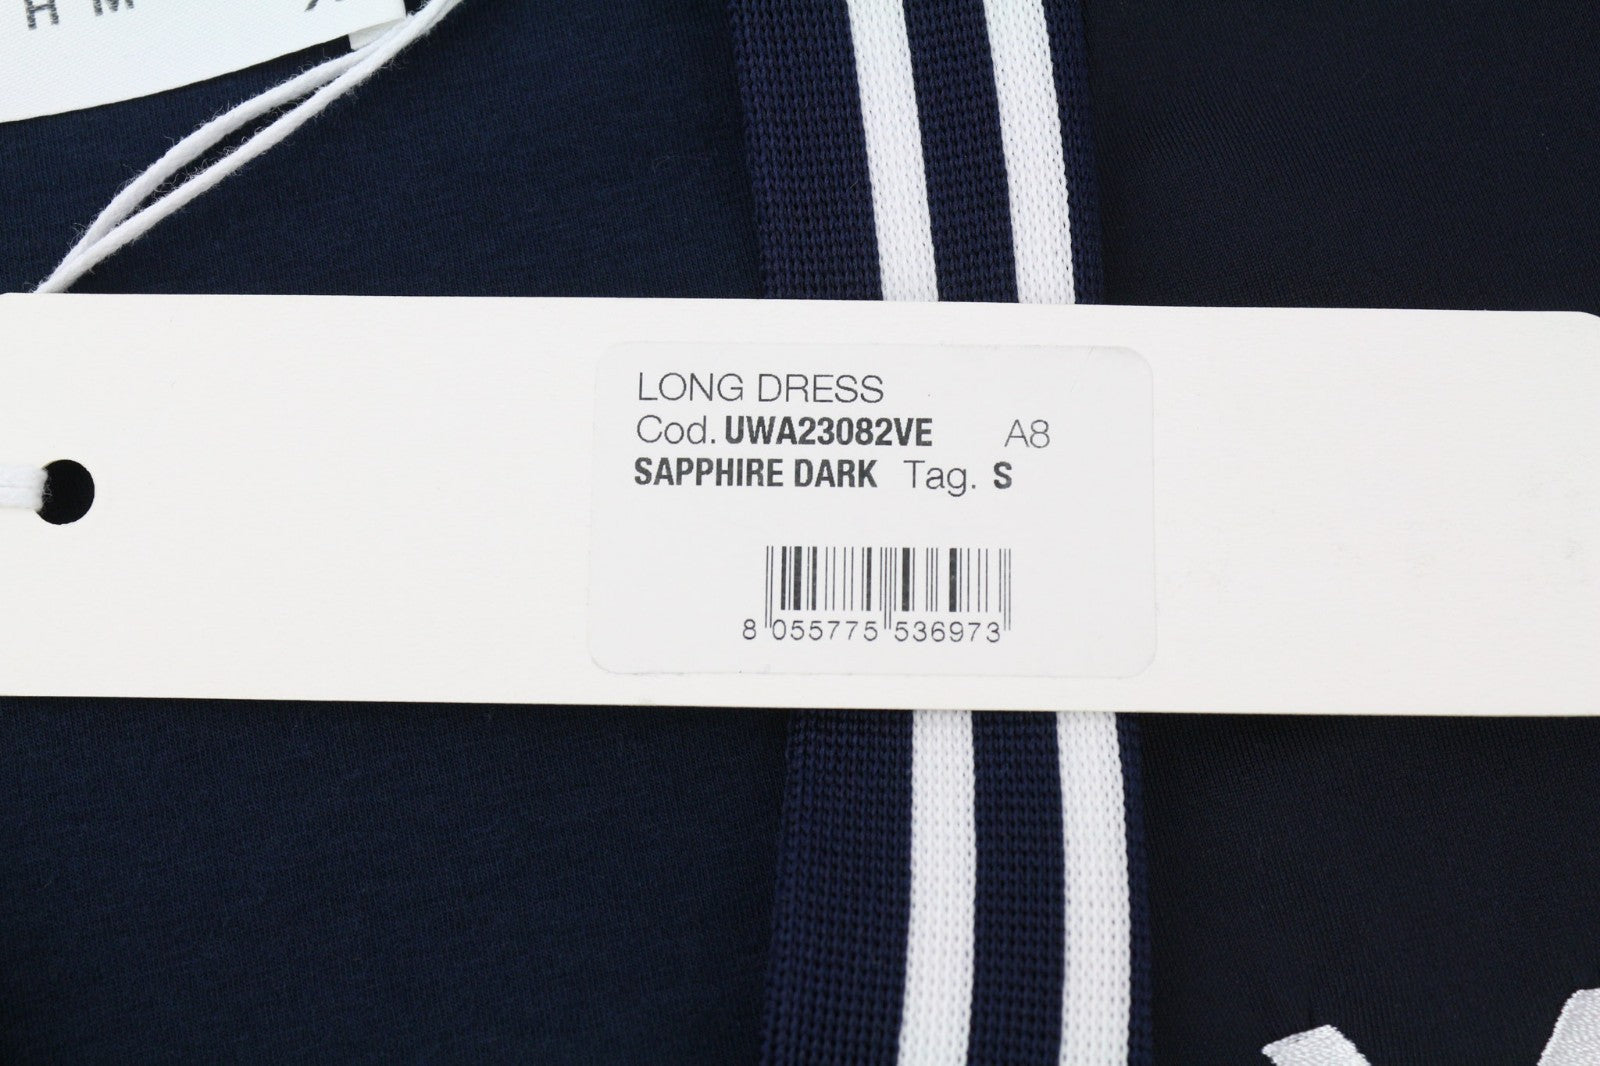 H M
LONG DRESS
Cod. UWA23082VE A8
SAPPHIRE DARK Tag. S
8 055775 536973